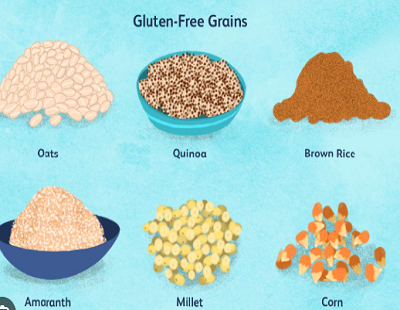 Gluten-Free Grains
Oats
Quinoa
Brown Rice
Amaranth
Millet
Corn